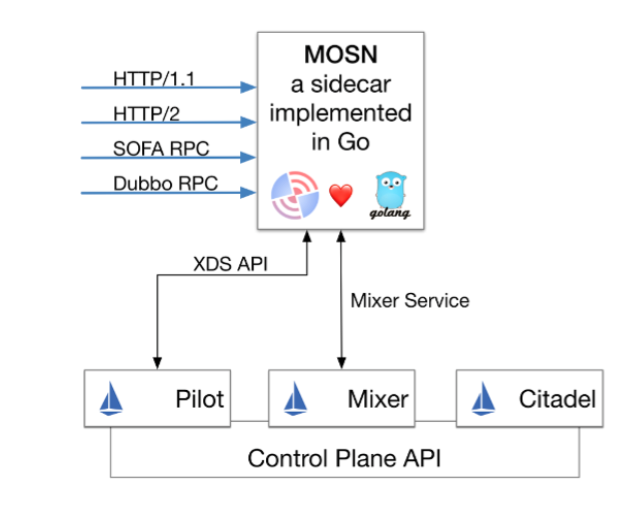 MOSN
a sidecar
implemented
in Go
HTTP/1.1
HTTP/2
SOFA RPC
Dubbo RPC
golang
XDS API
Mixer Service
Pilot
Mixer
Citadel
Control Plane API